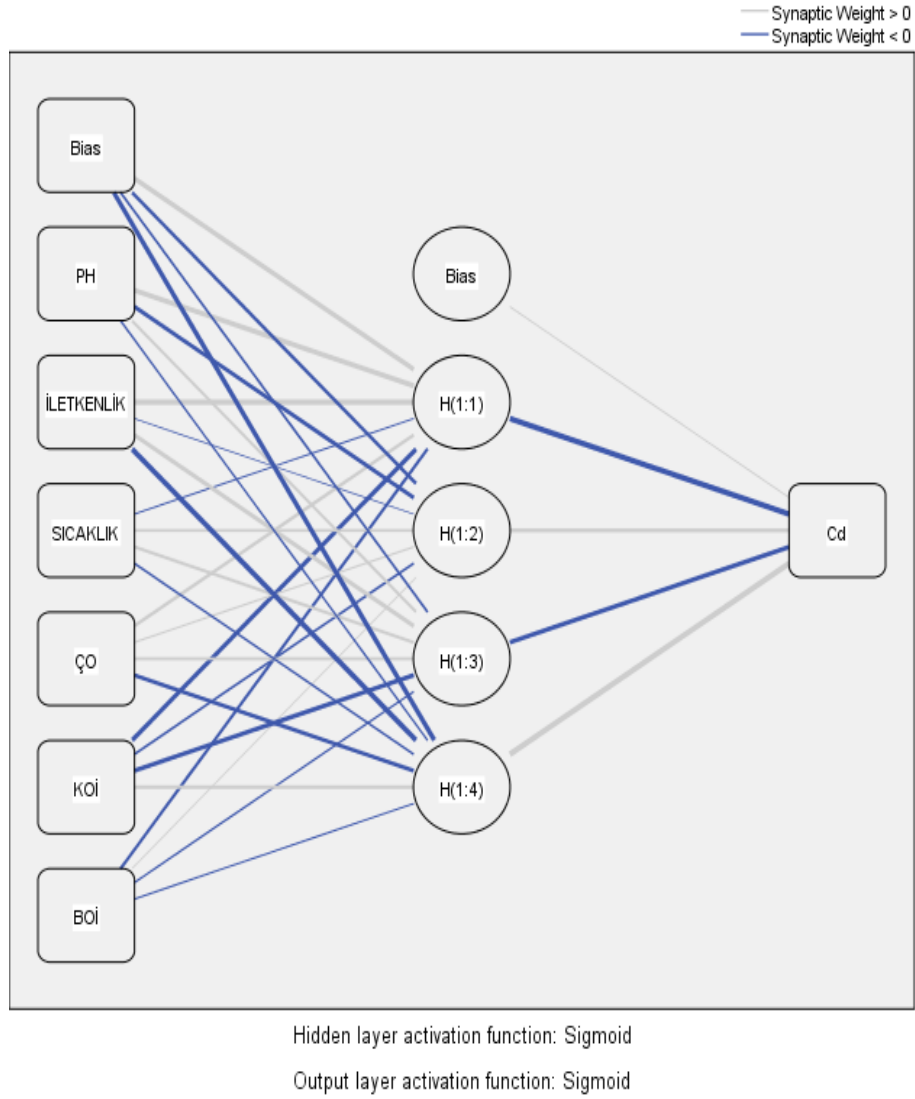 Synaptic Weight > 0
Synaptic Weight < 0
Bias
PH
İLETKENLİK
SICAKLIK
ÇO
KOİ
BOİ
Bias
H(1:1)
H(1:2)
H(1:3)
H(1:4)
Cd
Hidden layer activation function: Sigmoid
Output layer activation function: Sigmoid